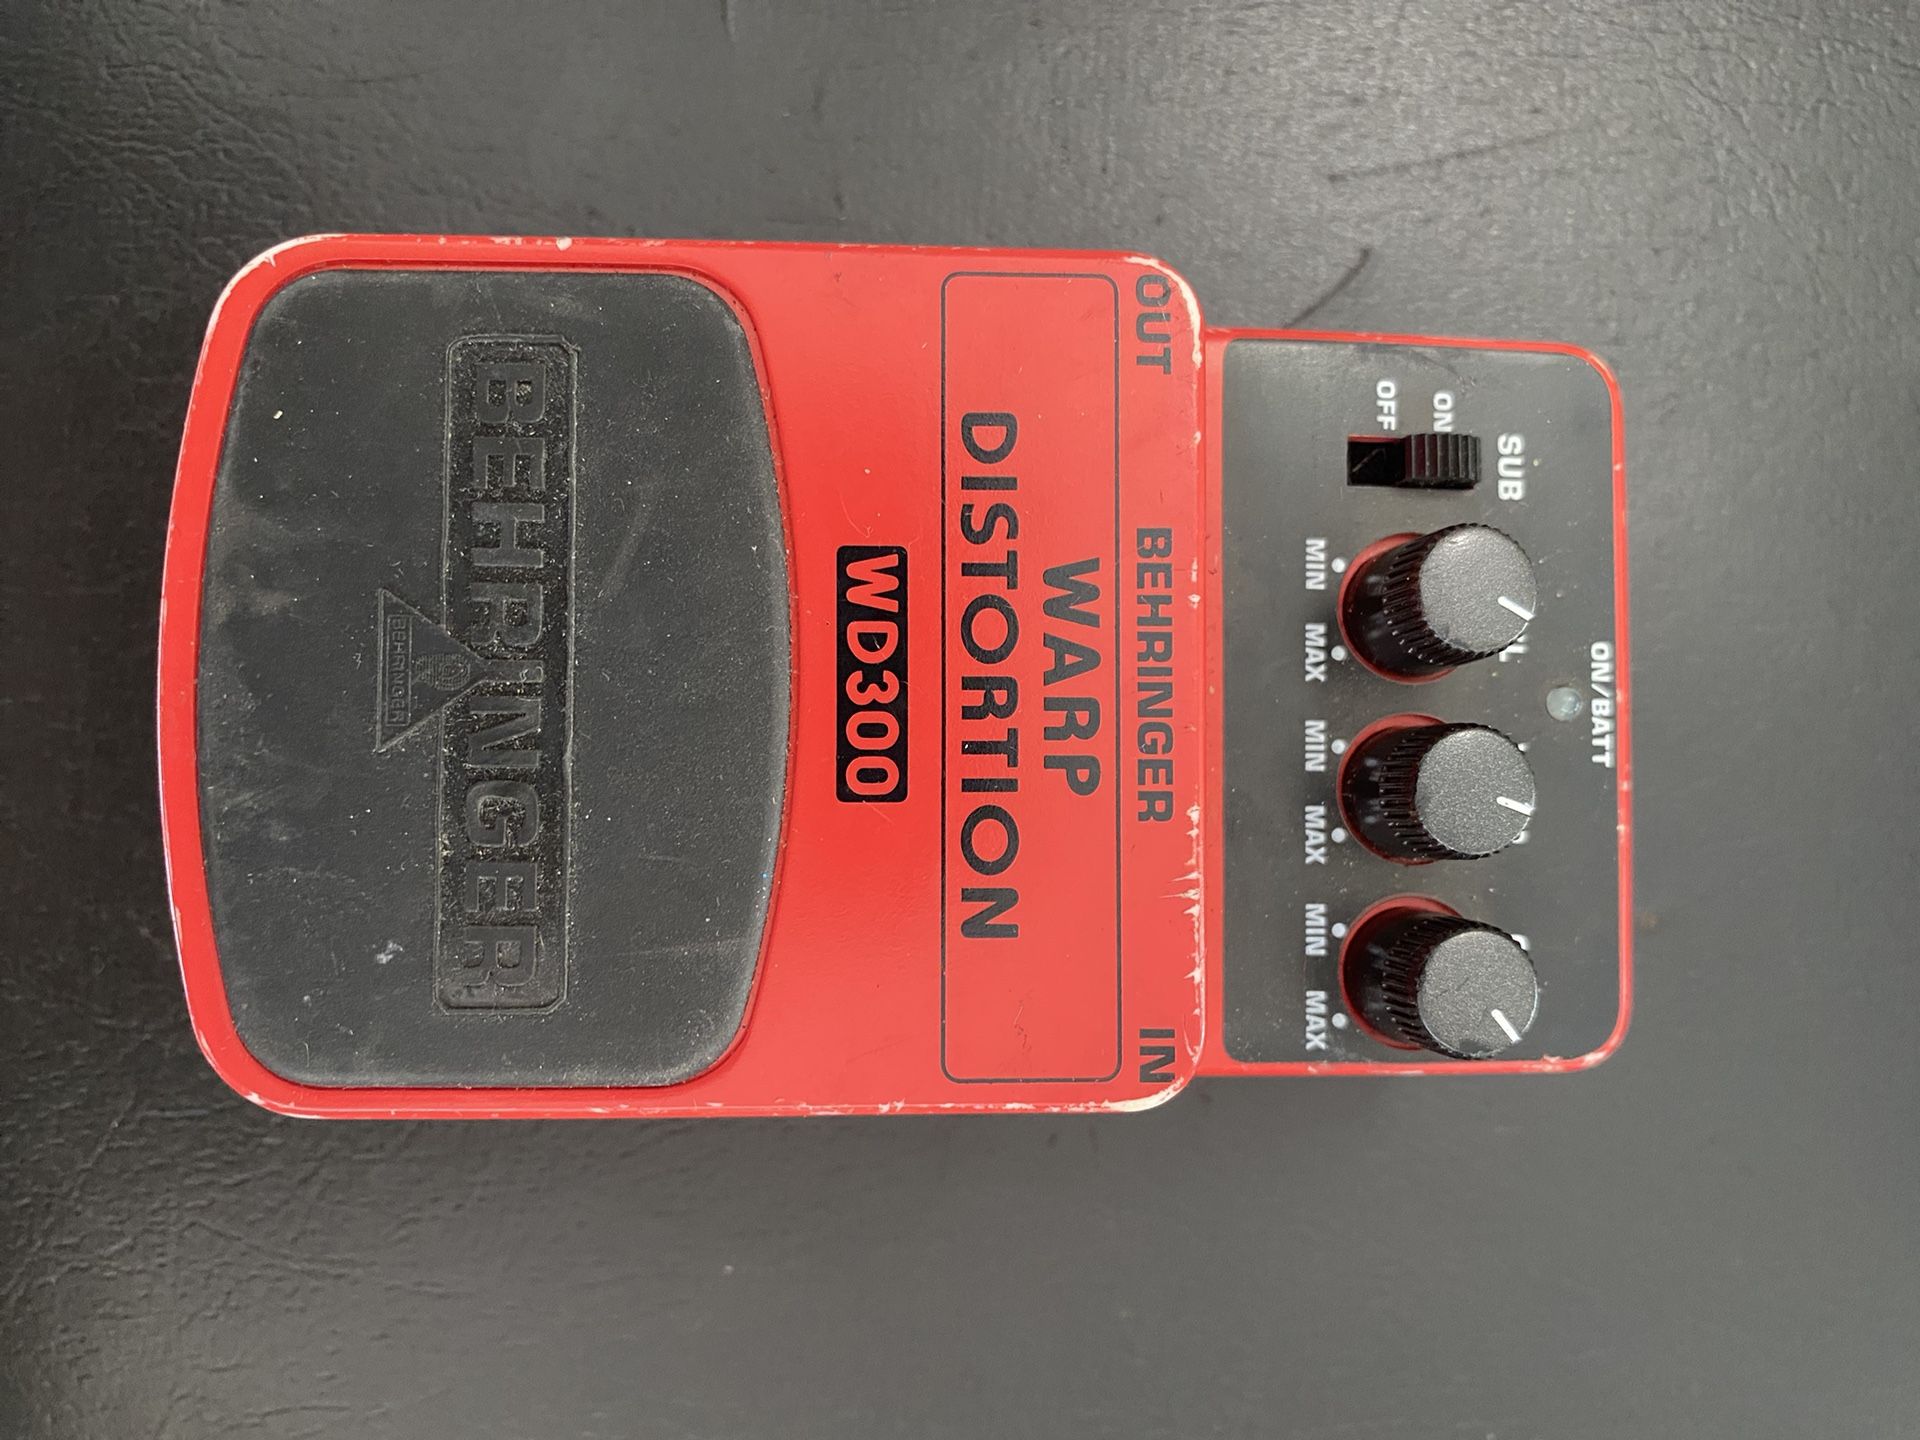 ON/BATT
SUB
ON
OFF
MIN MAX MIN MAX MIN MAX
OUT BEHRINGER IN
WARP
DISTORTION
WD300
BEHRINGER
BEHRINGER